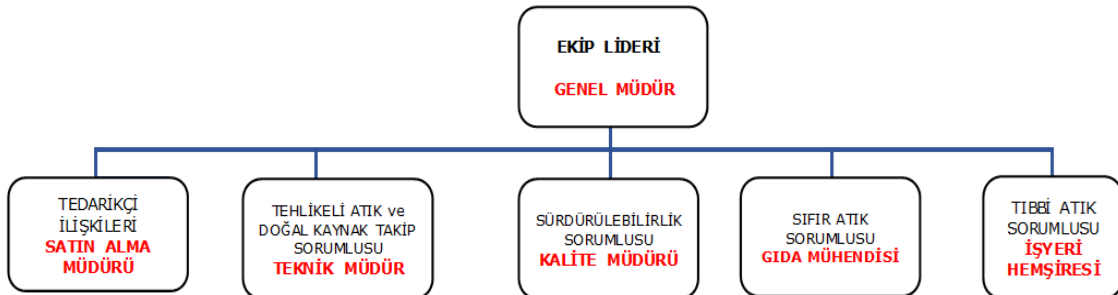 EKİP LİDERİ
GENEL MÜDÜR
TEDARİKÇİ
İLİŞKİLERİ
SATIN ALMA
MÜDÜRÜ
TEHLİKELİ ATIK ve
DOĞAL KAYNAK TAKİP
SORUMLUSU
TEKNİK MÜDÜR
SÜRDÜRÜLEBİLİRLİK
SORUMLUSU
KALİTE MÜDÜRÜ
SIFIR ATIK
SORUMLUSU
GIDA MÜHENDİSİ
TIBBİ ATIK
SORUMLUSU
İŞYERİ
HEMŞİRESİ